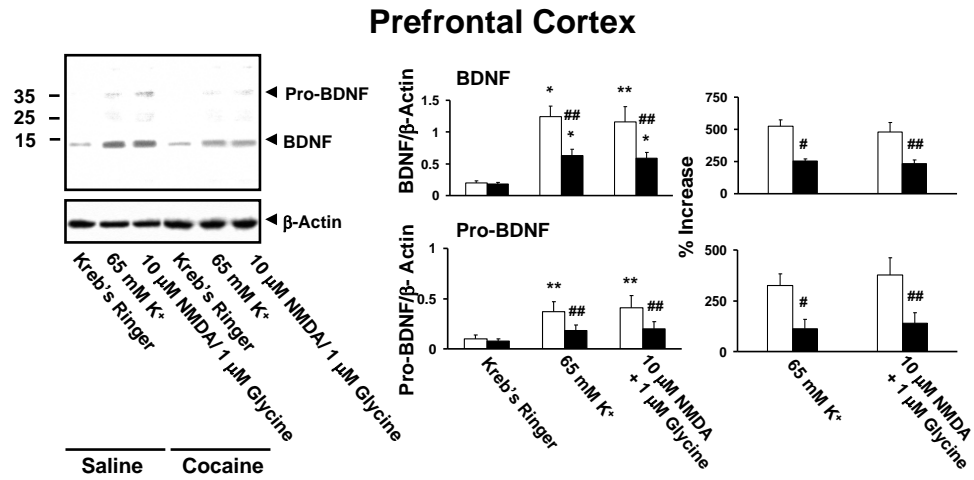 Prefrontal Cortex
35
25
15
Pro-BDNF
BDNF
β-Actin
Kreb's Ringer
65 mM K+
10 μM NMDA/ 1 μM Glycine
Kreb's Ringer
65 mM K+
10 μM NMDA/ 1 μM Glycine
Saline
Cocaine
BDNF
BDNF/β-Actin
1.5
1
0.5
0
*
##
*
**
##
*
Pro-BDNF
Pro-BDNF/β- Actin
1
0.5
0
**
##
**
##
Kreb's Ringer
65 mM K+
10 μM NMDA
+ 1 μM Glycine
% Increase
750
500
250
0
#
##
500
250
0
#
##
65 mM K+
10 μM NMDA
+ 1 μM Glycine